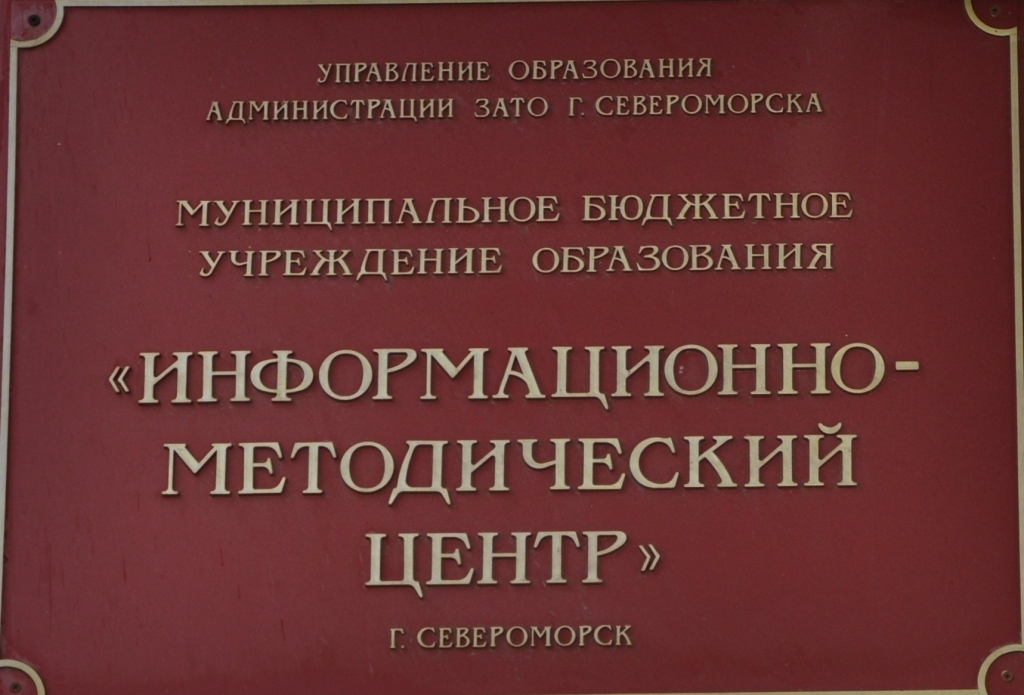 УПРАВЛЕНИЕ ОБРАЗОВАНИЯ
АДМИНИСТРАЦИИ ЗАТО Г. СЕВЕРОМОРСКА
МУНИЦИПАЛЬНОЕ БЮДЖЕТНОЕ
УЧРЕЖДЕНИЕ ОБРАЗОВАНИЯ
«ИНФОРМАЦИОННО-
МЕТОДИЧЕСКИЙ
ЦЕНТР»
Г. СЕВЕРОМОРСК